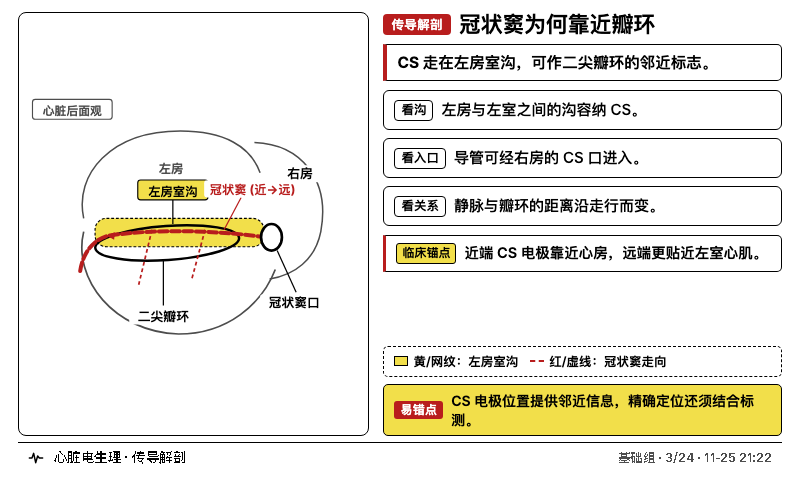 传导解剖 冠状窦为何靠近瓣环
心脏后面观
左房
右房
左房室沟
冠状窦 (近→远)
冠状窦口
二尖瓣环
CS 走在左房室沟，可作二尖瓣环的邻近标志。
看沟 左房与左室之间的沟容纳 CS。
看入口 导管可经右房的 CS 口进入。
看关系 静脉与瓣环的距离沿走行而变。
临床锚点 近端 CS 电极靠近心房，远端更贴近左室心肌。
黄/网纹：左房室沟 红/虚线：冠状窦走向
易错点 CS 电极位置提供邻近信息，精确定位还须结合标
测。
心脏电生理 · 传导解剖
基础组 · 3/24 · 11-25 21:22